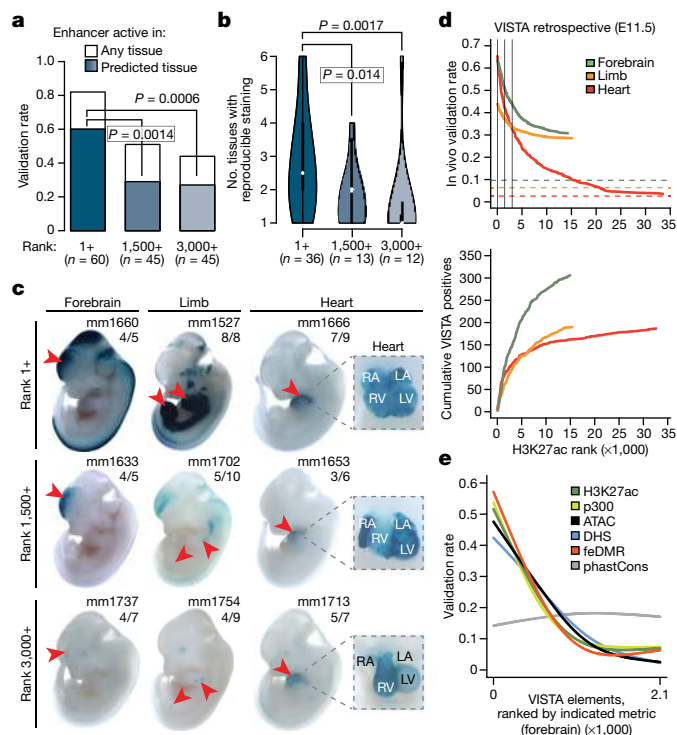 a
Enhancer active in:
Any tissue
Predicted tissue
Validation rate
1.0
0.8
0.6
0.4
0.2
0
P = 0.0006
P = 0.0014
Rank:
1+
(n = 60)
1,500+
(n = 45)
3,000+
(n = 45)
b
No. tissues with
reproducible staining
6
5
4
3
2
1
P = 0.0017
P = 0.014
1+
(n = 36)
1,500+
(n = 13)
3,000+
(n = 12)
c
Forebrain
Limb
Heart
Rank 1+
mm1660
4/5
mm1527
8/8
mm1666
7/9
Heart
RA
LA
RV
LV
Rank 1,500+
mm1633
4/5
mm1702
5/10
mm1653
3/6
RA
LA
RV
LV
Rank 3,000+
mm1737
4/7
mm1754
4/9
mm1713
5/7
RA
LA
RV
LV
d
VISTA retrospective (E11.5)
In vivo validation rate
0.7
0.6
0.5
0.4
0.3
0.2
0.1
0
Forebrain
Limb
Heart
0 5 10 15 20 25 30 35
Cumulative VISTA positives
350
300
250
200
150
100
50
0
0 5 10 15 20 25 30 35
H3K27ac rank (×1,000)
e
Validation rate
0.6
0.5
0.4
0.3
0.2
0.1
0
H3K27ac
p300
ATAC
DHS
feDMR
phastCons
0
2.1
VISTA elements,
ranked by indicated metric
(forebrain) (×1,000)